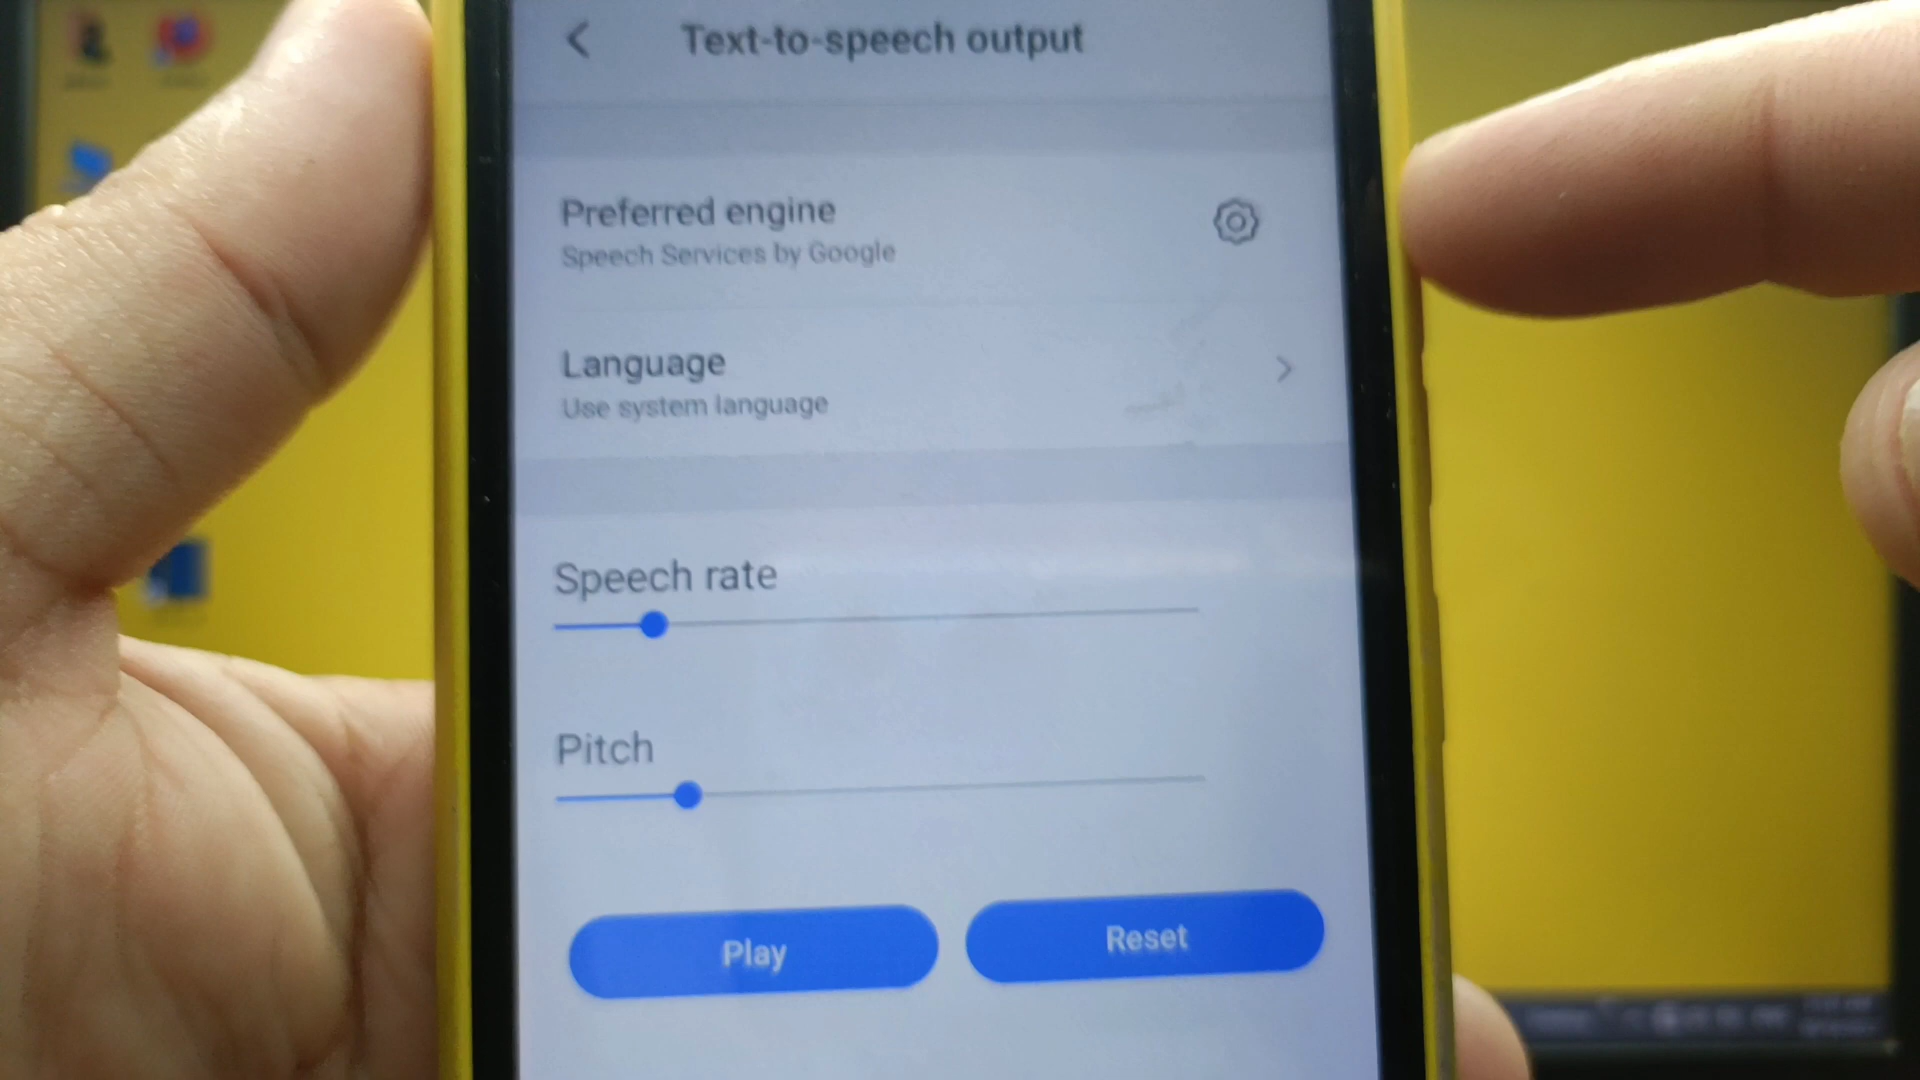 Text-to-speech output
Preferred engine
Speech Services by Google
Language
Use system language
Speech rate
Pitch
Play
Reset